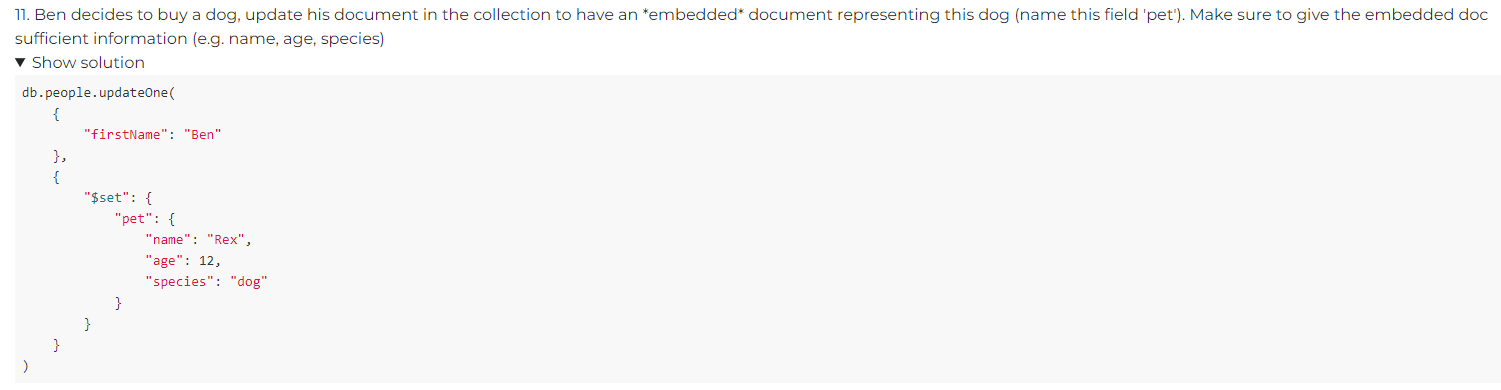 11. Ben decides to buy a dog, update his document in the collection to have an *embedded* document representing this dog (name this field 'pet'). Make sure to give the embedded doc
sufficient information (e.g. name, age, species)
▼ Show solution
db.people.updateOne(
    {
        "firstName": "Ben"
    },
    {
        "$set": {
            "pet": {
                "name": "Rex",
                "age": 12,
                "species": "dog"
            }
        }
    }
)